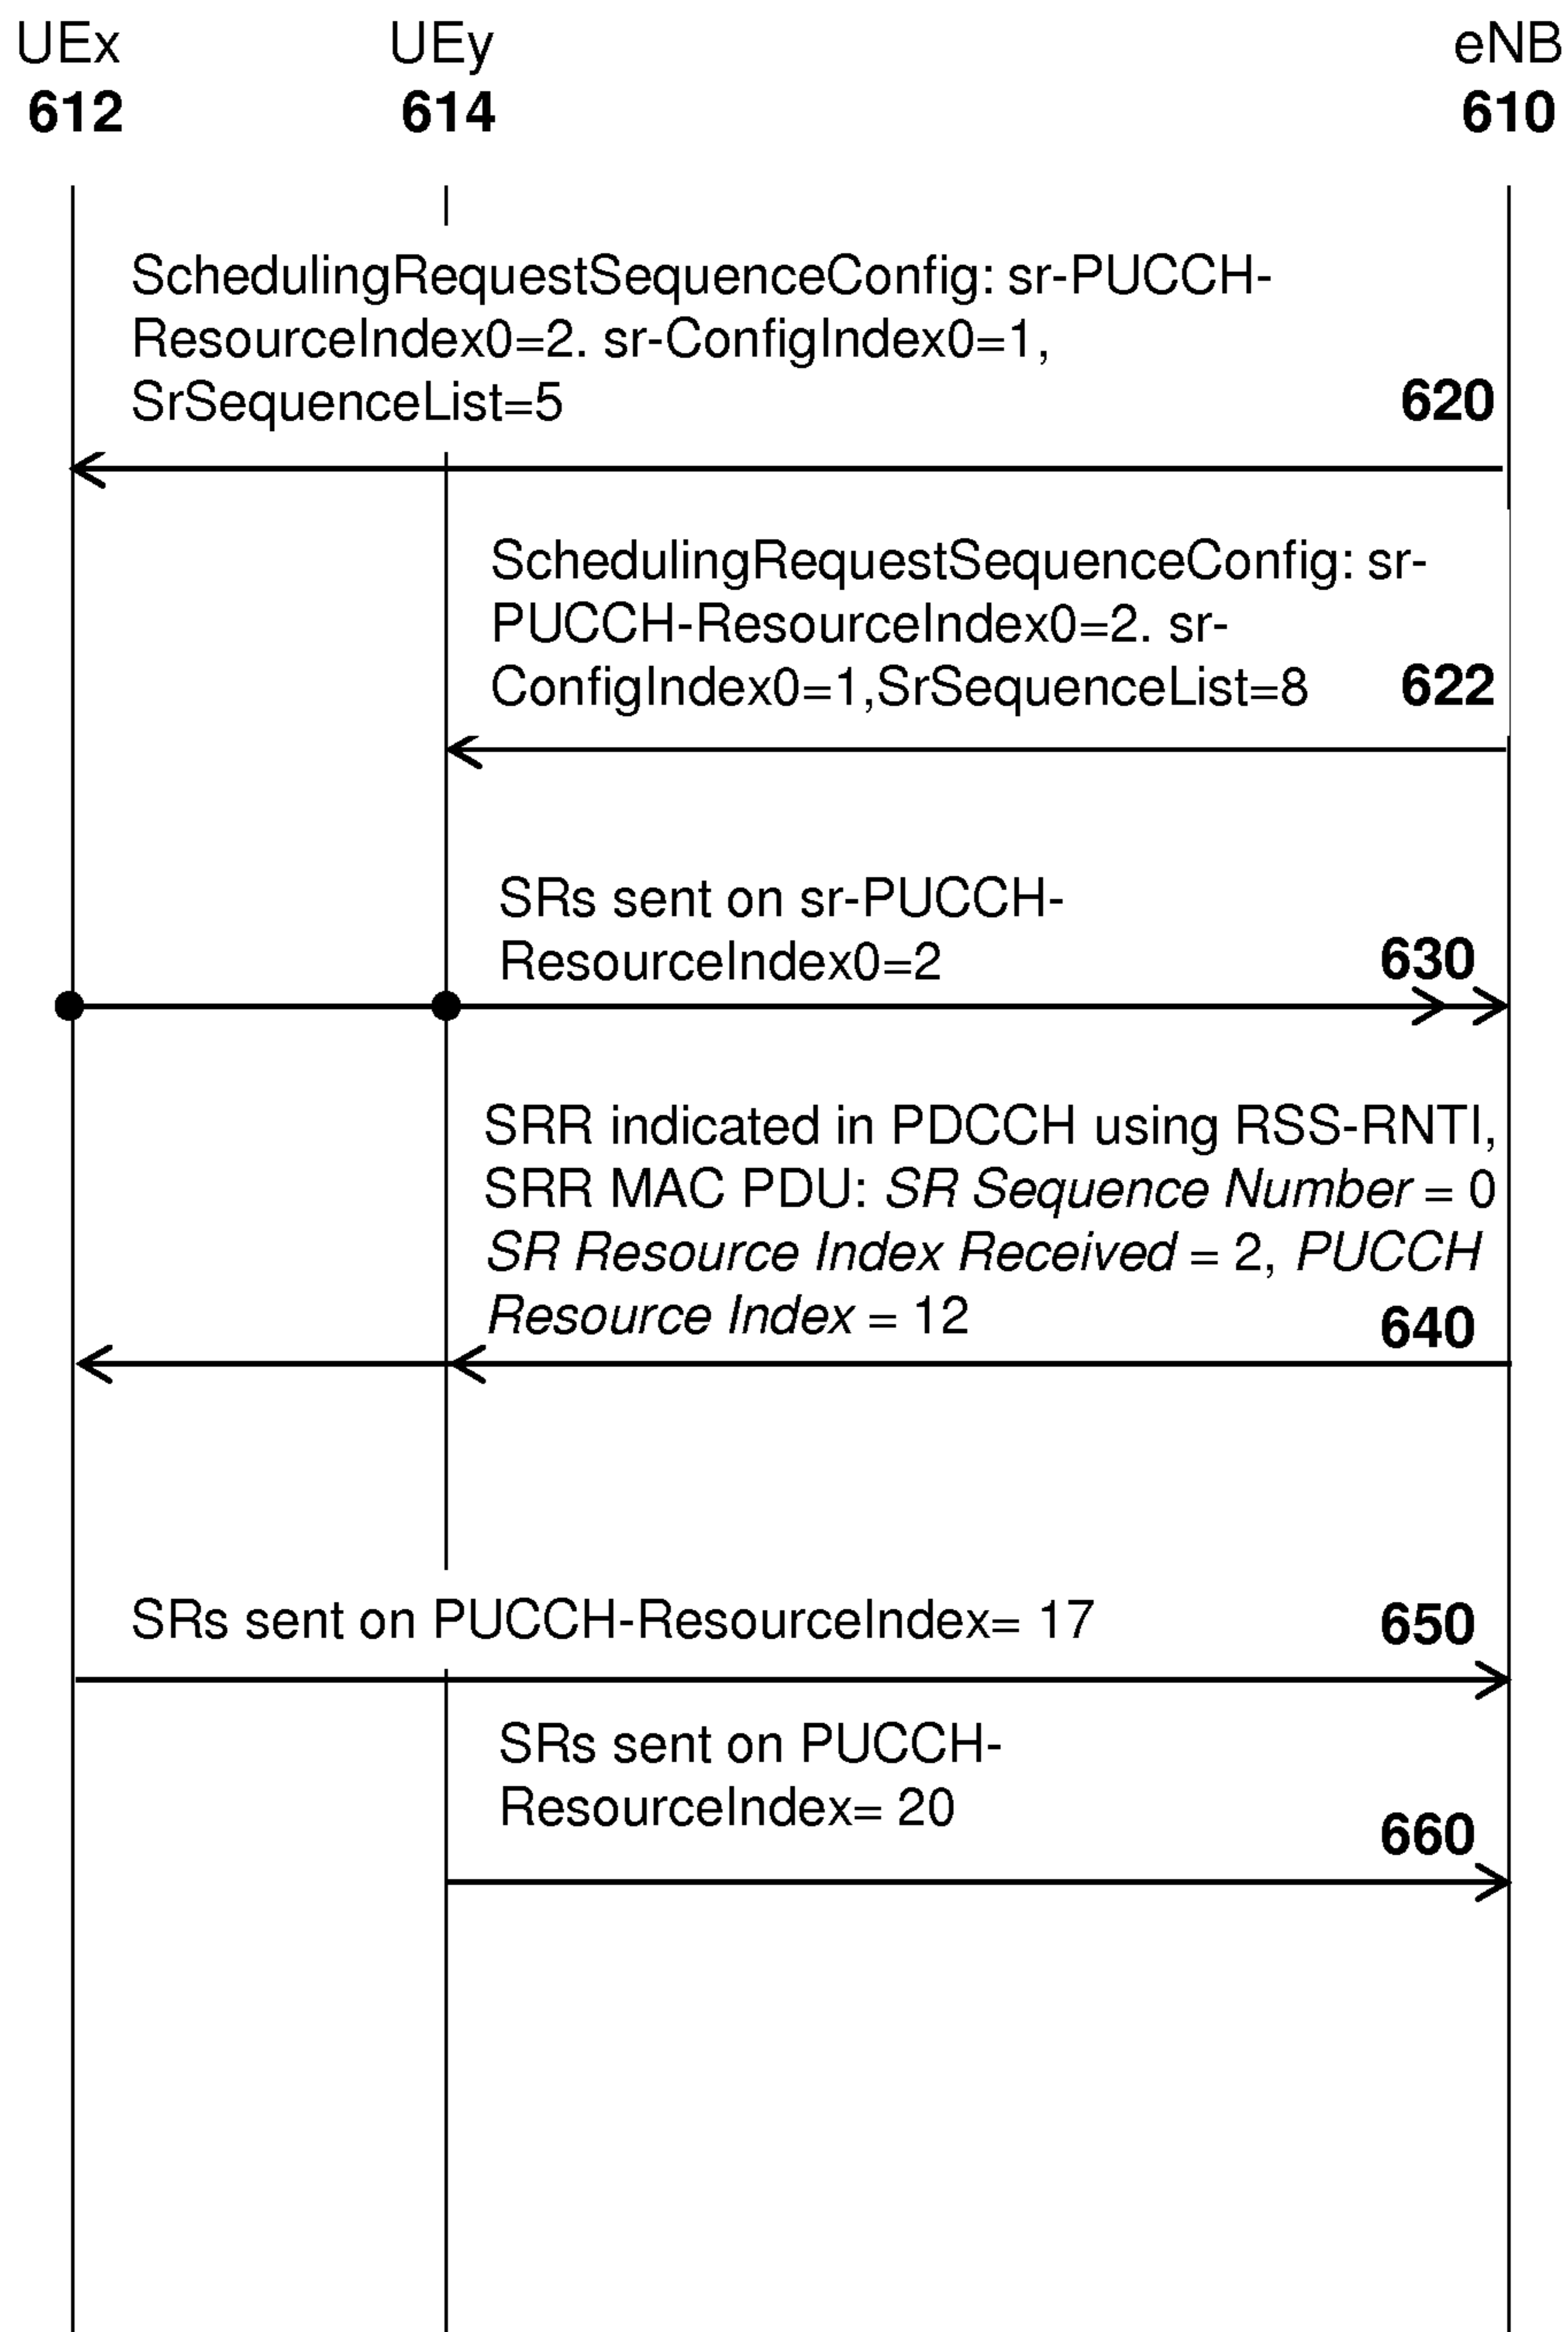 UEx UEy eNB
612 614 610
SchedulingRequestSequenceConfig: sr-PUCCH-
ResourceIndex0=2. sr-ConfigIndex0=1,
SrSequenceList=5 620
SchedulingRequestSequenceConfig: sr-
PUCCH-ResourceIndex0=2. sr-
ConfigIndex0=1,SrSequenceList=8 622
SRs sent on sr-PUCCH-
ResourceIndex0=2 630
SRR indicated in PDCCH using RSS-RNTI,
SRR MAC PDU: SR Sequence Number = 0
SR Resource Index Received = 2, PUCCH
Resource Index = 12 640
SRs sent on PUCCH-ResourceIndex= 17 650
SRs sent on PUCCH-
ResourceIndex= 20 660